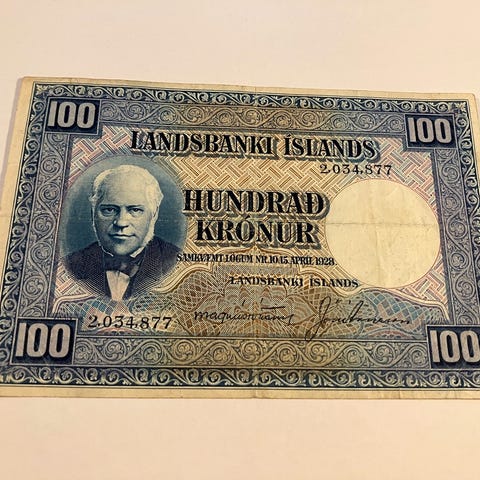 100 100
LANDSBANKI ÍSLANDS
2.034,877
HUNDRAÐ
KRÓNUR
SAMKVÆMT LÖGUM NR. 10. 15. APRÍL 1928
LANDSBANKI ÍSLANDS
2.034,877
100 100